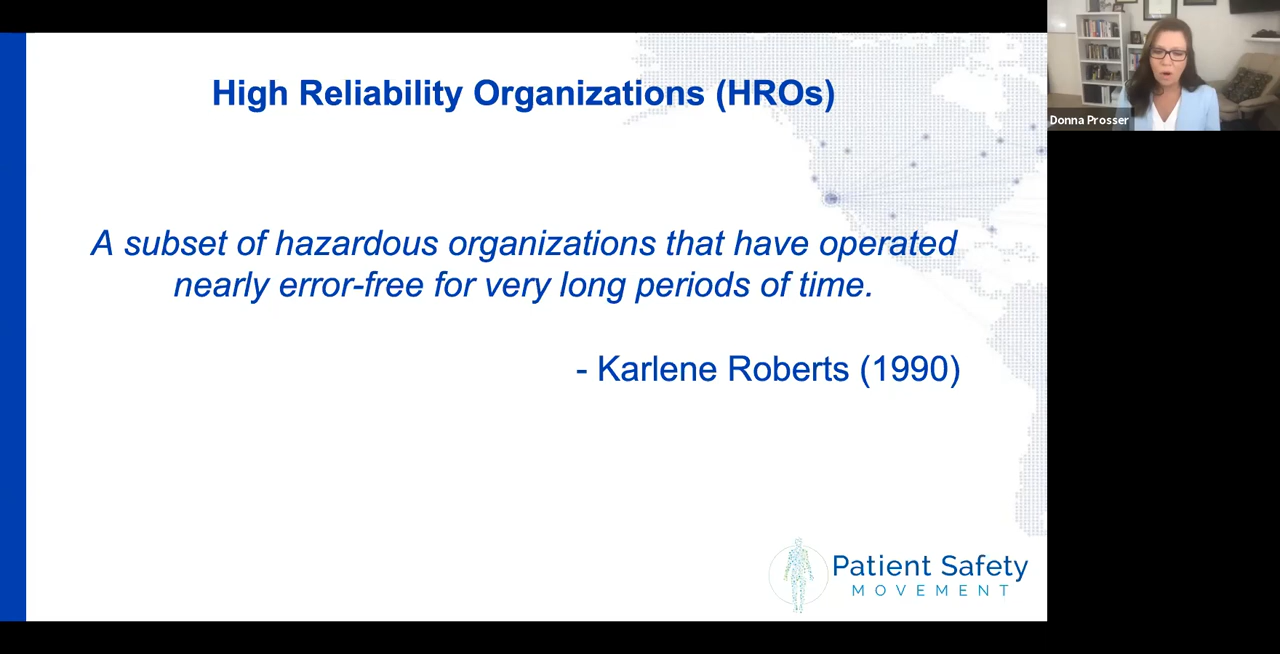 High Reliability Organizations (HROs)
A subset of hazardous organizations that have operated
nearly error-free for very long periods of time.
- Karlene Roberts (1990)
Patient Safety
MOVEMENT
Donna Prosser